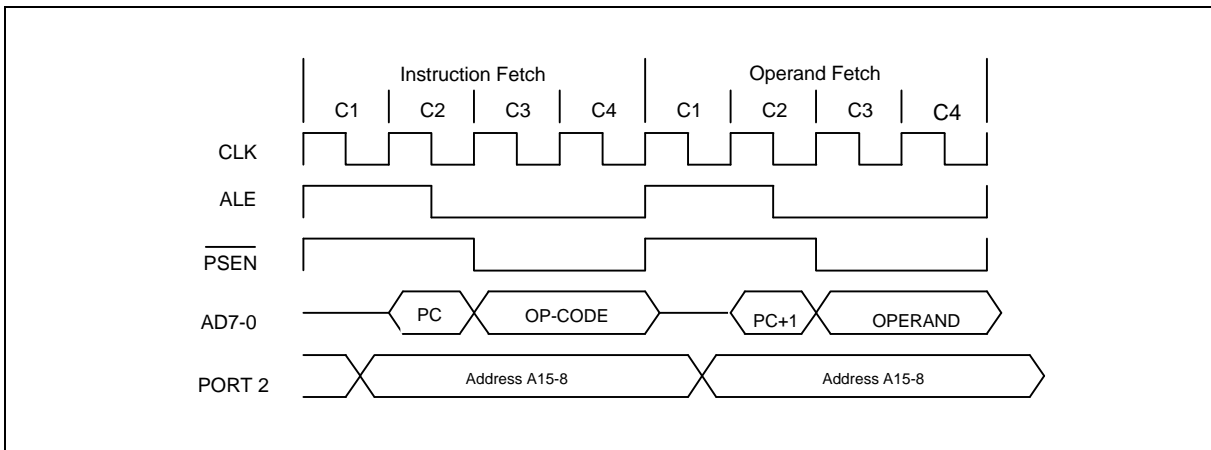 Instruction Fetch Operand Fetch
C1 C2 C3 C4 C1 C2 C3 C4
CLK
ALE
PSEN
AD7-0 PC OP-CODE PC+1 OPERAND
PORT 2 Address A15-8 Address A15-8